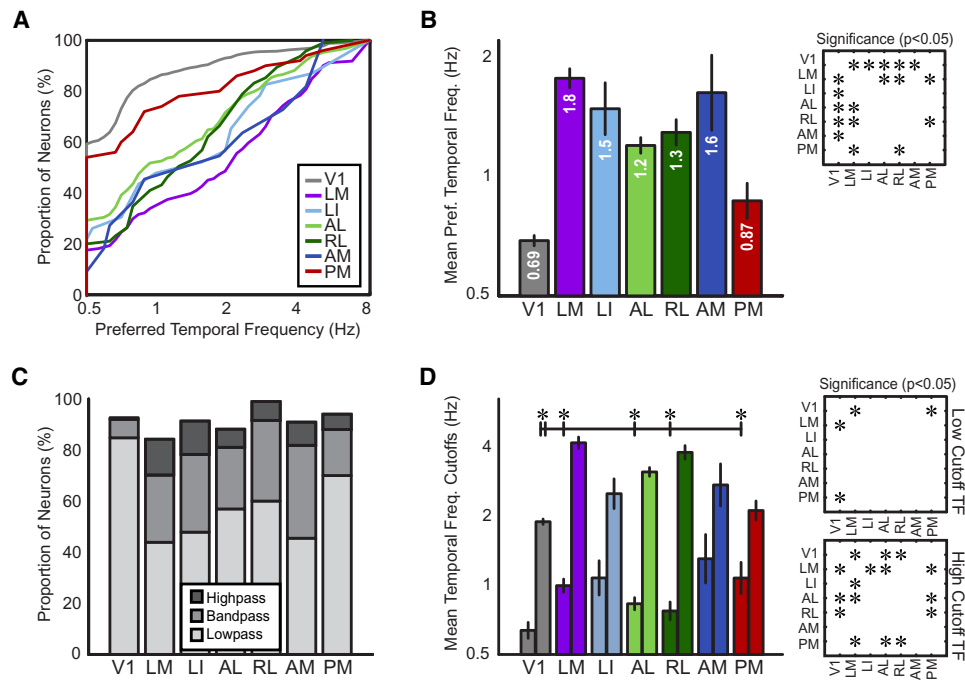 A
Proportion of Neurons (%)
100
80
60
40
20
0
0.5 1 2 4 8
Preferred Temporal Frequency (Hz)
V1
LM
LI
AL
RL
AM
PM
B
Mean Pref. Temporal Freq. (Hz)
2
1
0.5
0.69
1.8
1.5
1.2
1.3
1.6
0.87
V1 LM LI AL RL AM PM
Significance (p<0.05)
V1 * * * * *
LM * * * *
LI *
AL * *
RL * * *
AM *
PM * *
V1 LM LI AL RL AM PM
C
Proportion of Neurons (%)
100
80
60
40
20
0
Highpass
Bandpass
Lowpass
V1 LM LI AL RL AM PM
D
Mean Temporal Freq. Cutoffs (Hz)
4
2
1
0.5
* * * * *
V1 LM LI AL RL AM PM
Significance (p<0.05)
V1 * *
LM *
LI
AL
RL
AM
PM *
V1 LM LI AL RL AM PM
Low Cutoff TF
V1 * * *
LM * * * *
LI *
AL * * *
RL * *
AM
PM * * *
V1 LM LI AL RL AM PM
High Cutoff TF